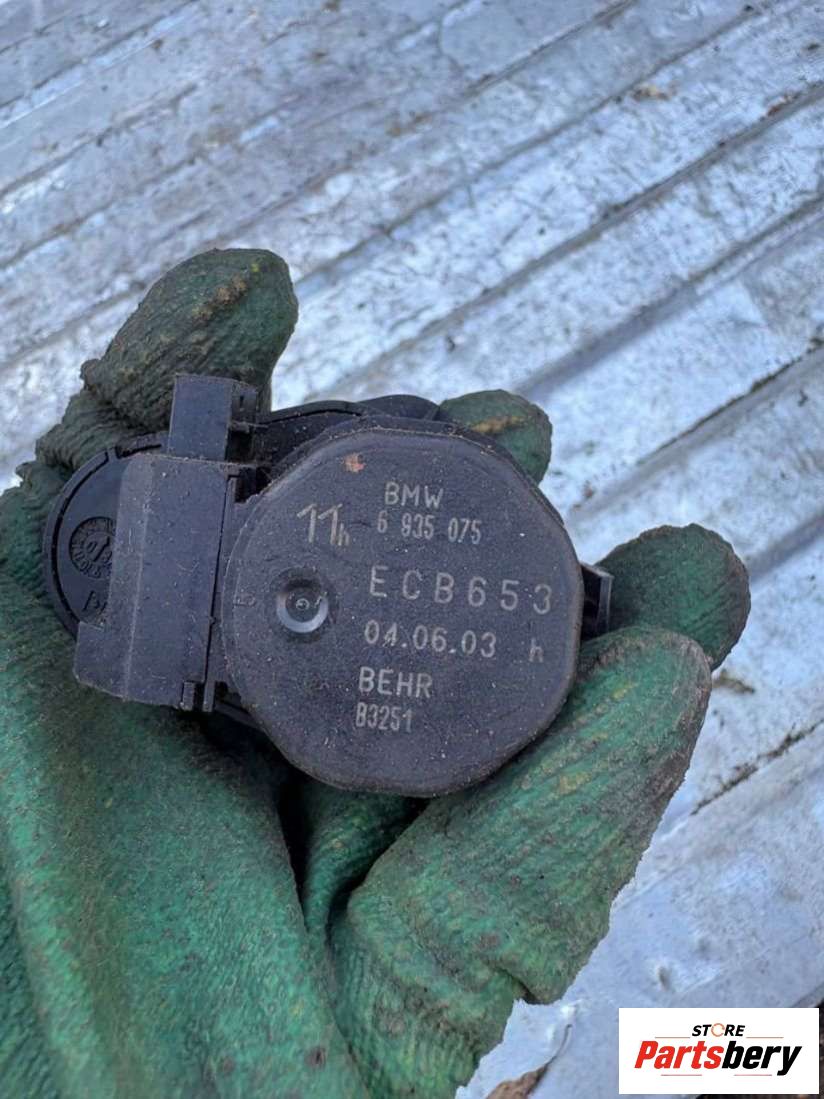 BMW
11h
6 935 075
ECB653
04.06.03 h
BEHR
B3251
STORE
Partsbery